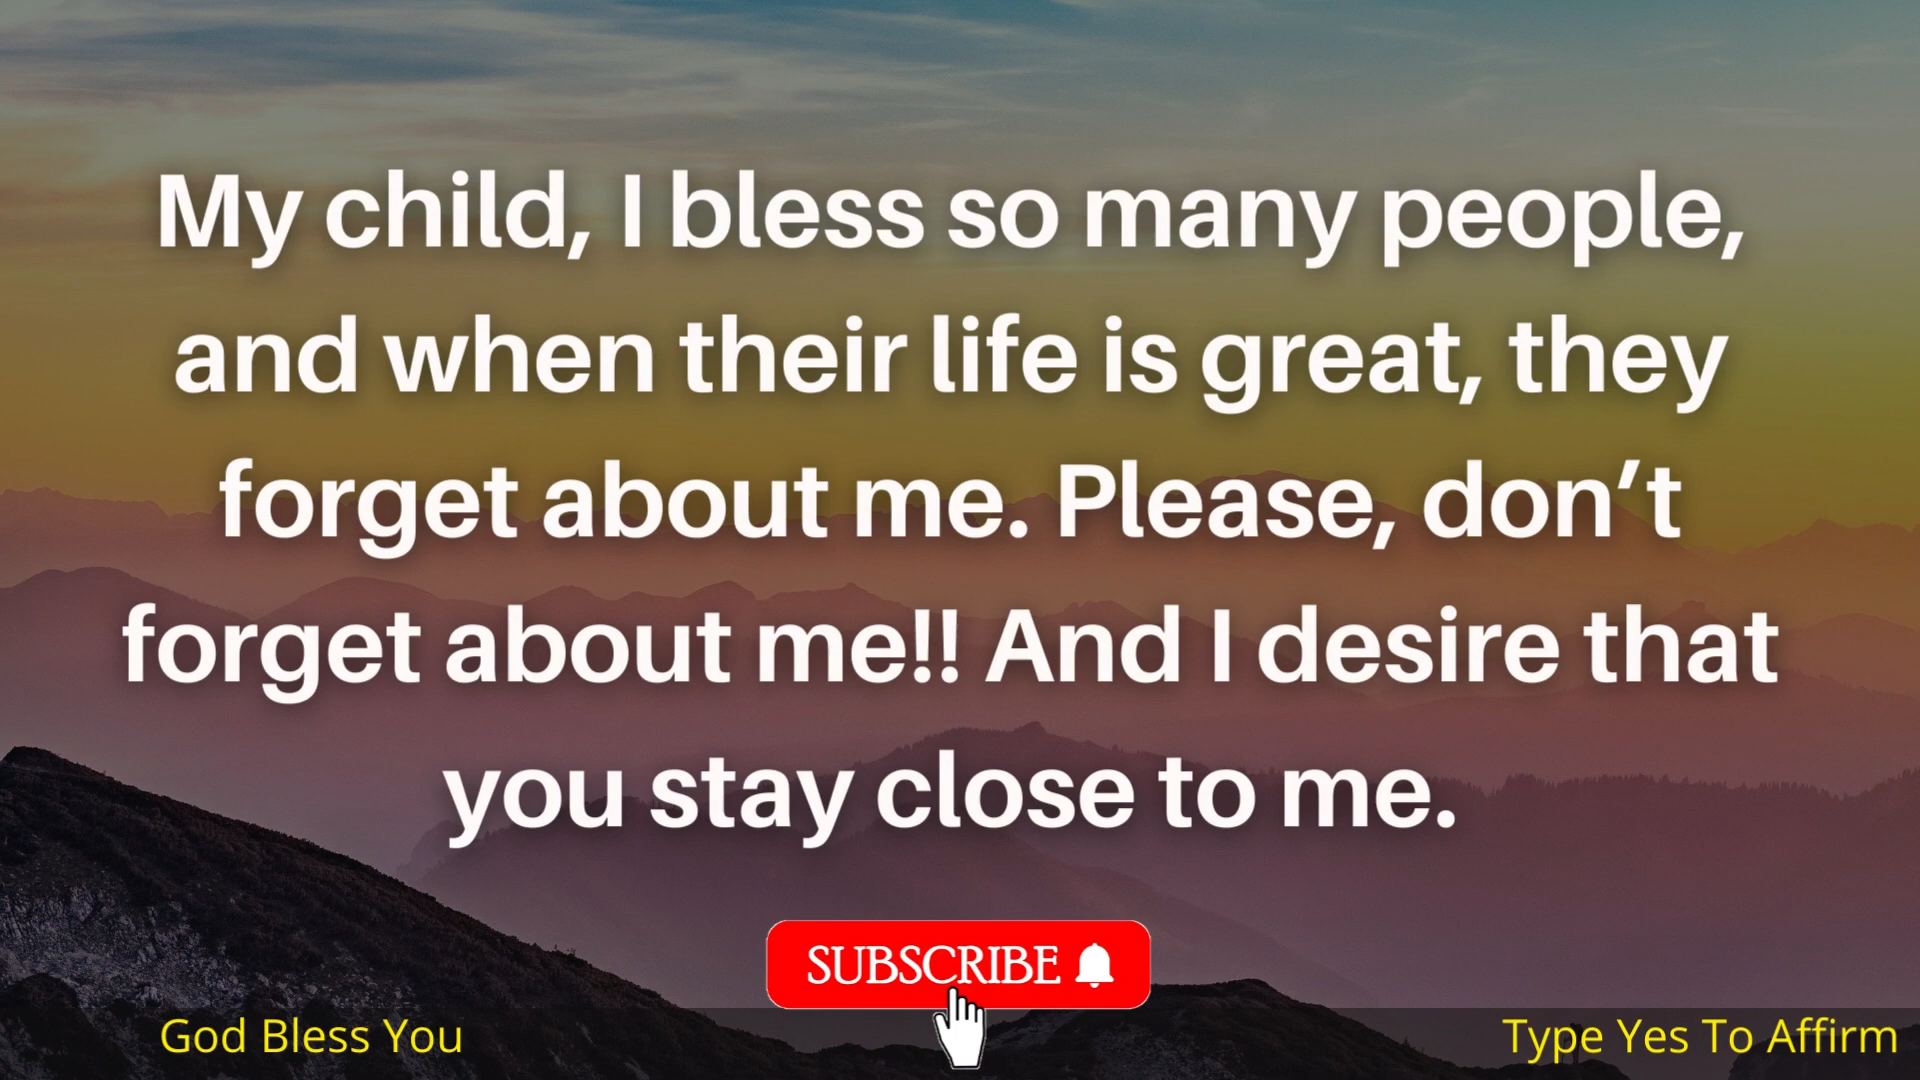 My child, I bless so many people,
and when their life is great, they
forget about me. Please, don’t
forget about me!! And I desire that
you stay close to me.
SUBSCRIBE
God Bless You
Type Yes To Affirm